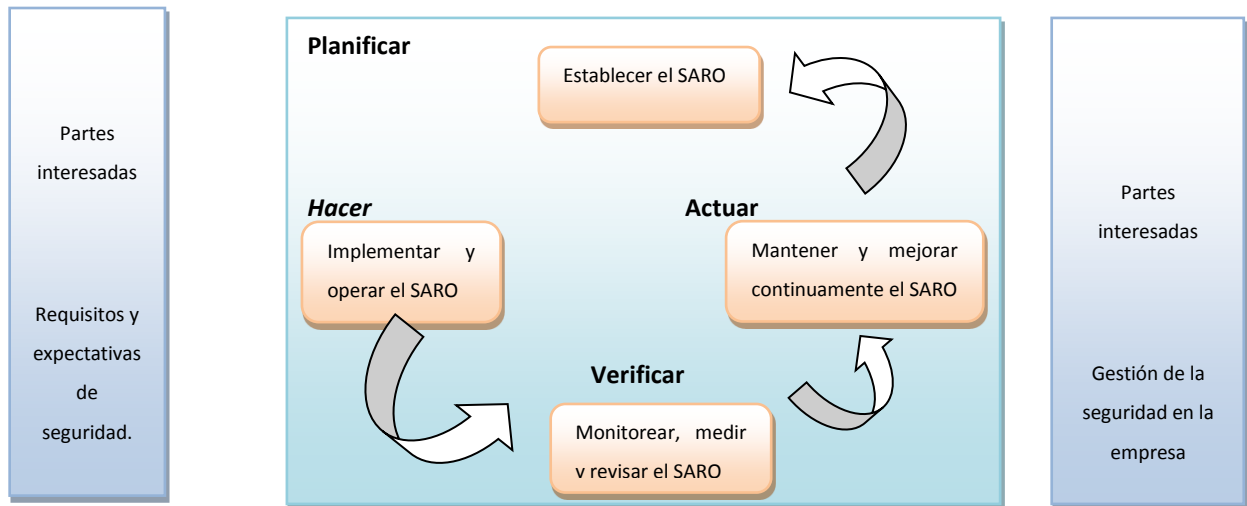 Partes
interesadas
Requisitos y
expectativas
de
seguridad.
Planificar
Establecer el SARO
Hacer
Implementar y
operar el SARO
Actuar
Mantener y mejorar
continuamente el SARO
Verificar
Monitorear, medir
y revisar el SARO
Partes
interesadas
Gestión de la
seguridad en la
empresa